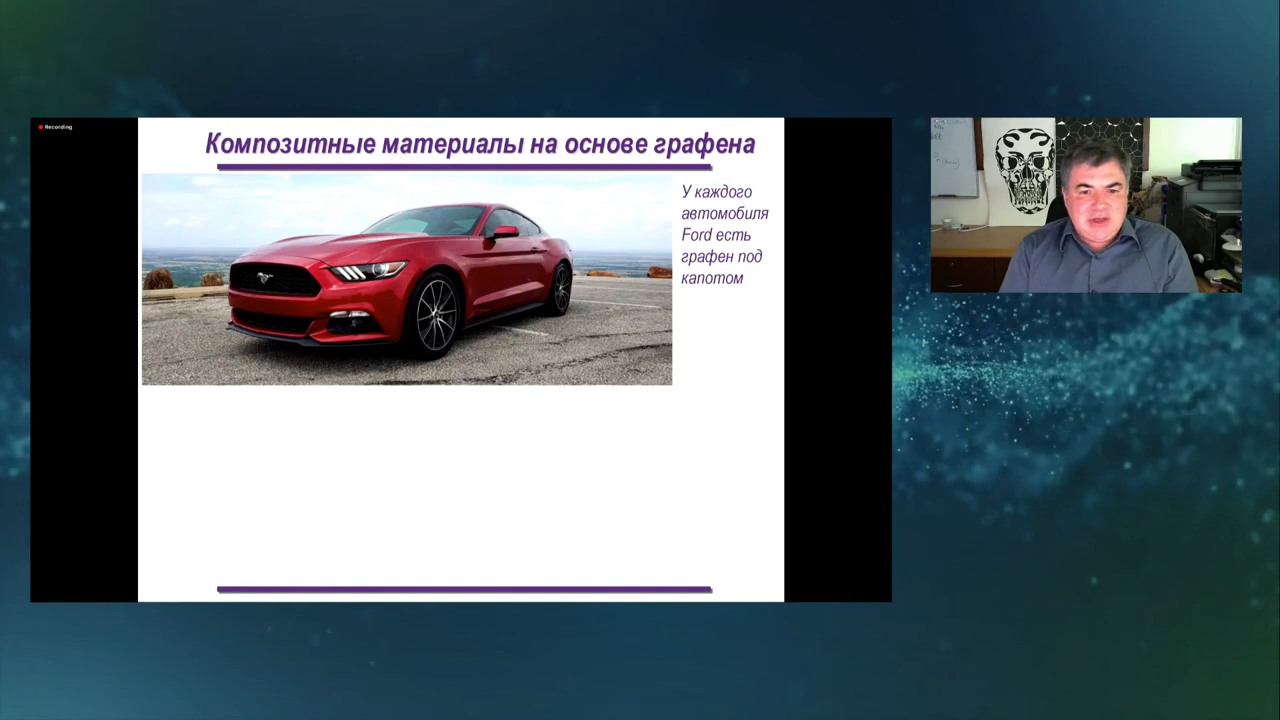 Recording
Композитные материалы на основе графена
У каждого
автомобиля
Ford есть
графен под
капотом